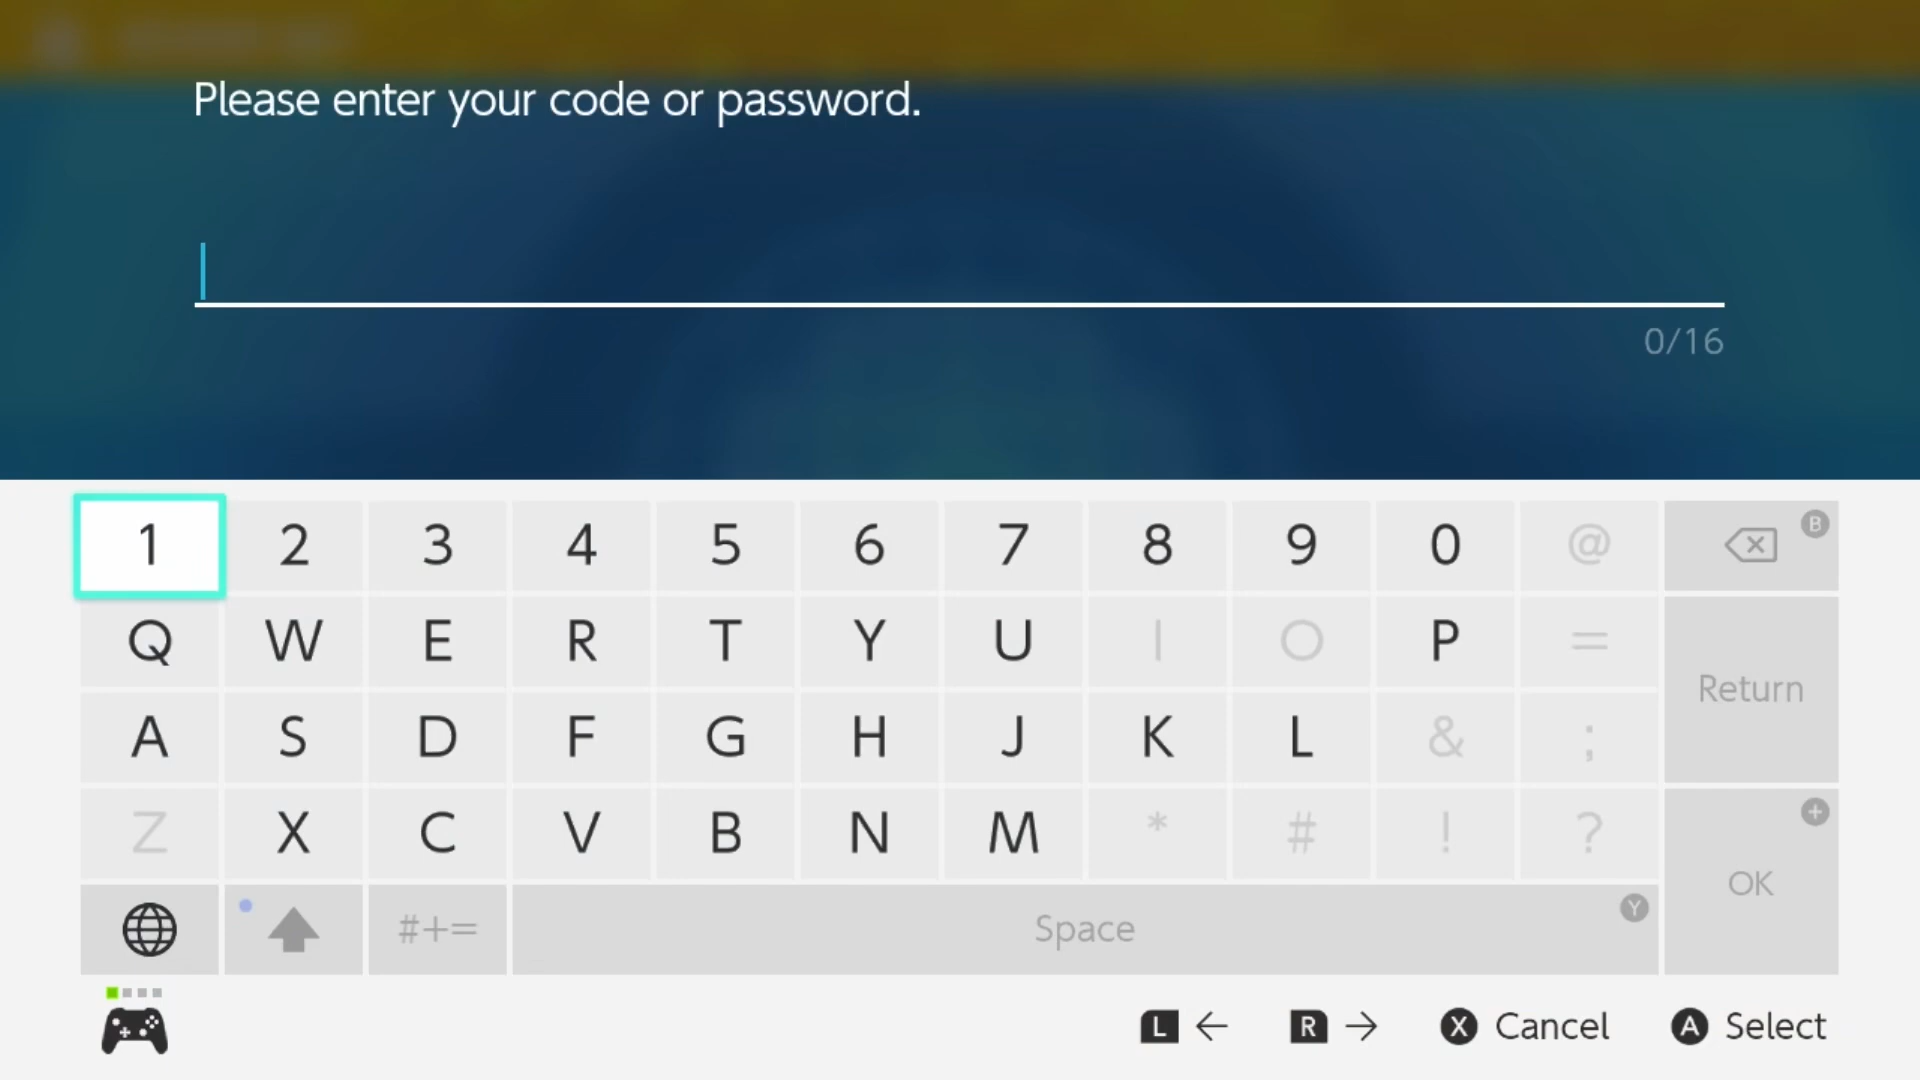 Please enter your code or password.
0/16
1 2 3 4 5 6 7 8 9 0 @ B
Q W E R T Y U I O P =
Return
A S D F G H J K L & ;
Z X C V B N M * # ! ? +
OK
#+= Space Y
L ← R → X Cancel A Select